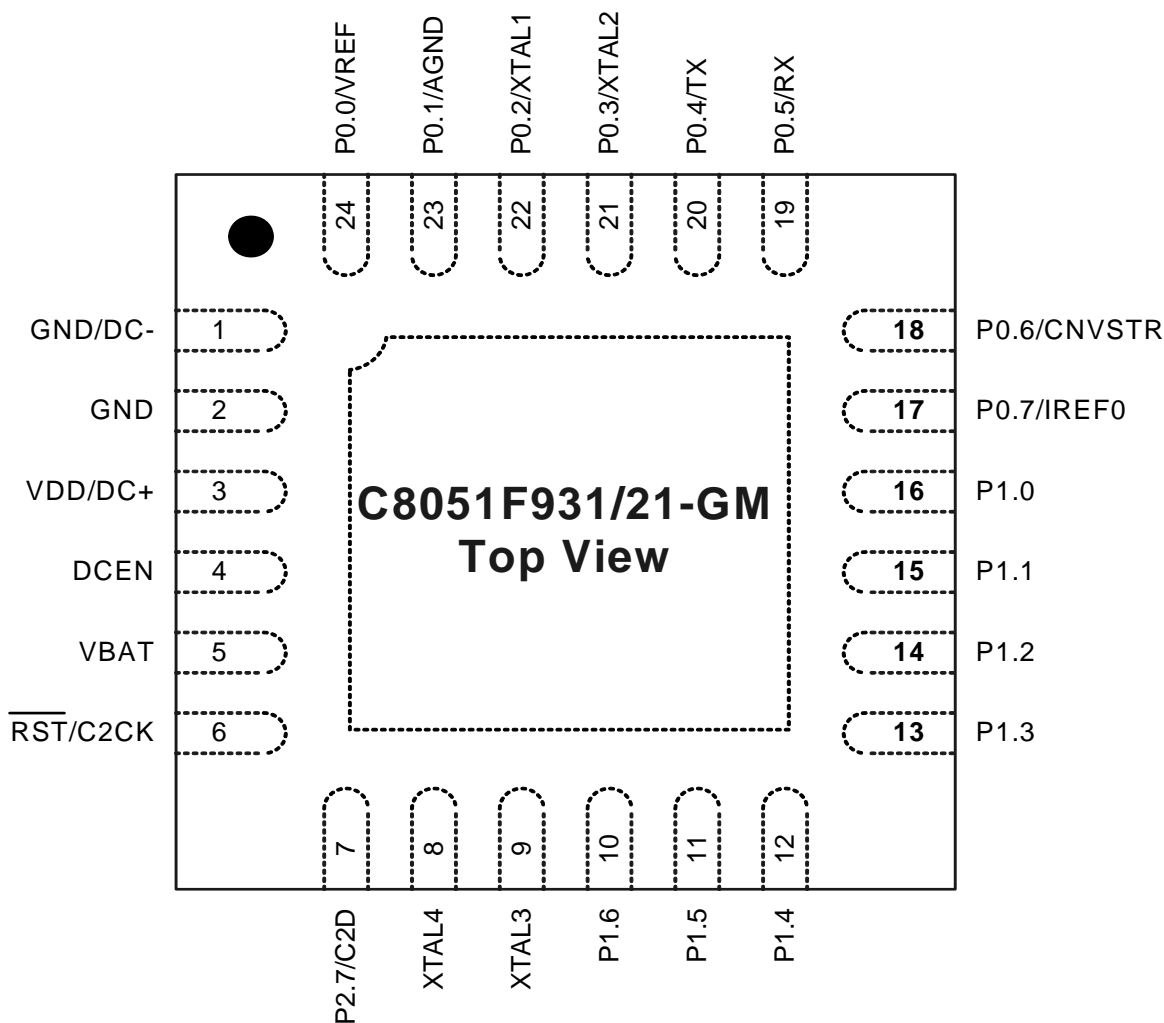 P0.0/VREF
P0.1/AGND
P0.2/XTAL1
P0.3/XTAL2
P0.4/TX
P0.5/RX
24
23
22
21
20
19
GND/DC-
1
18
P0.6/CNVSTR
GND
2
17
P0.7/IREF0
VDD/DC+
3
16
P1.0
C8051F931/21-GM
Top View
DCEN
4
15
P1.1
VBAT
5
14
P1.2
RST/C2CK
6
13
P1.3
7
8
9
10
11
12
P2.7/C2D
XTAL4
XTAL3
P1.6
P1.5
P1.4